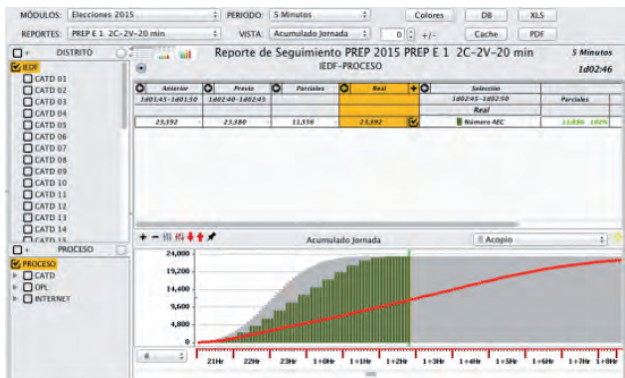 MÓDULOS: Elecciones 2015 PERIODO: 5 Minutos Colores DB XLS
REPORTES: PREP E 1 2C-2V-20 min VISTA: Acumulado Jornada 0 +/- Cache PDF
DISTRITO
IEDF
CATD 01
CATD 02
CATD 03
CATD 04
CATD 05
CATD 06
CATD 07
CATD 08
CATD 09
CATD 10
CATD 11
CATD 12
CATD 13
CATD 14
CATD 15
PROCESO
PROCESO
CATD
OPL
INTERNET
Reporte de Seguimiento PREP 2015 PREP E 1 2C-2V-20 min 5 Minutos
IEDF-PROCESO 1d02:46
Anterior Previo Parciales Real Selección
1d01:45-1d01:50 1d02:40-1d02:45 1d02:45-1d02:50 Parciales
Real
23,392 23,380 23,392 Número AEC
Acumulado Jornada Acopio
24,000
19,200
14,400
9,600
4,800
0
21Hr 22Hr 23Hr 1+0Hr 1+1Hr 1+2Hr 1+3Hr 1+4Hr 1+5Hr 1+6Hr 1+7Hr 1+8Hr